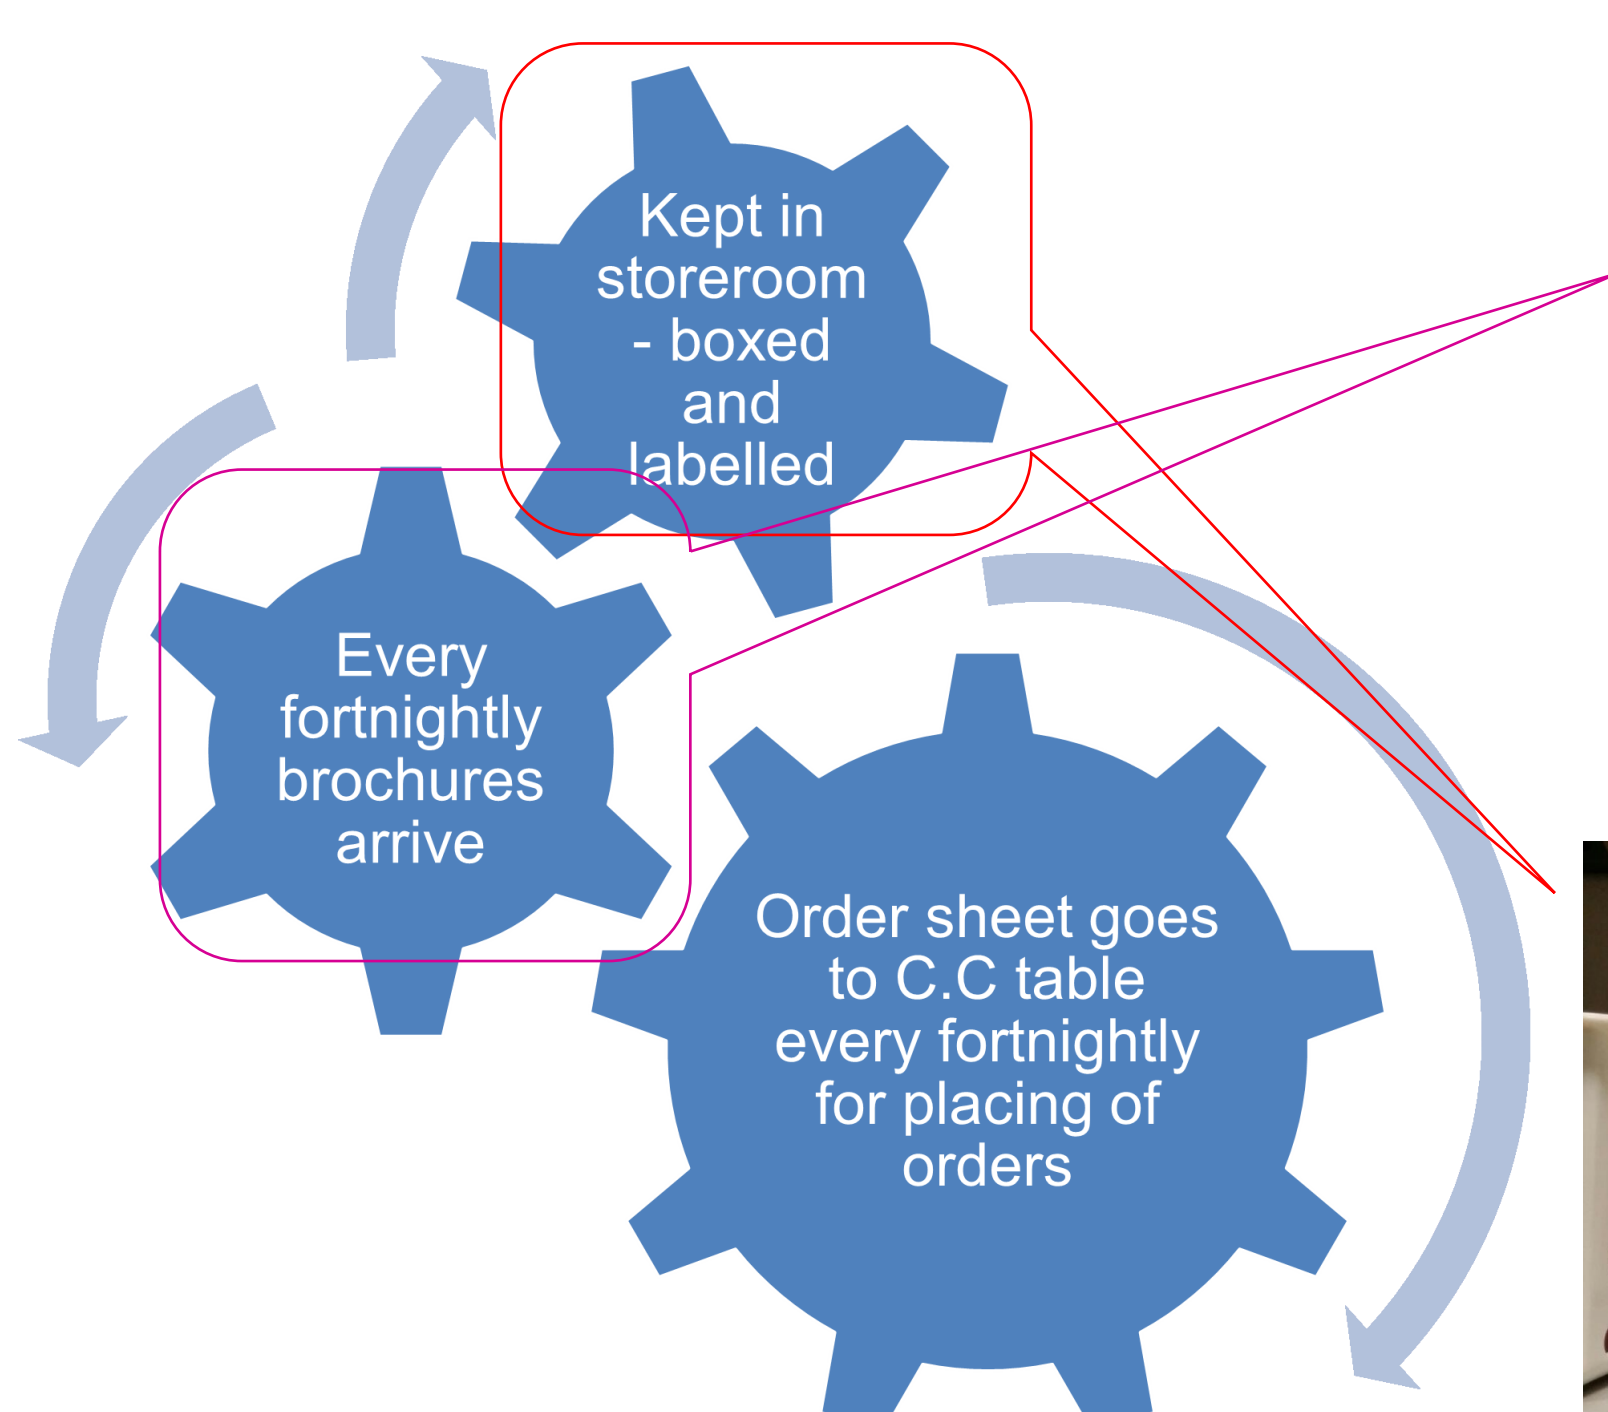 Kept in
storeroom
- boxed
and
labelled
Every
fortnightly
brochures
arrive
Order sheet goes
to C.C table
every fortnightly
for placing of
orders